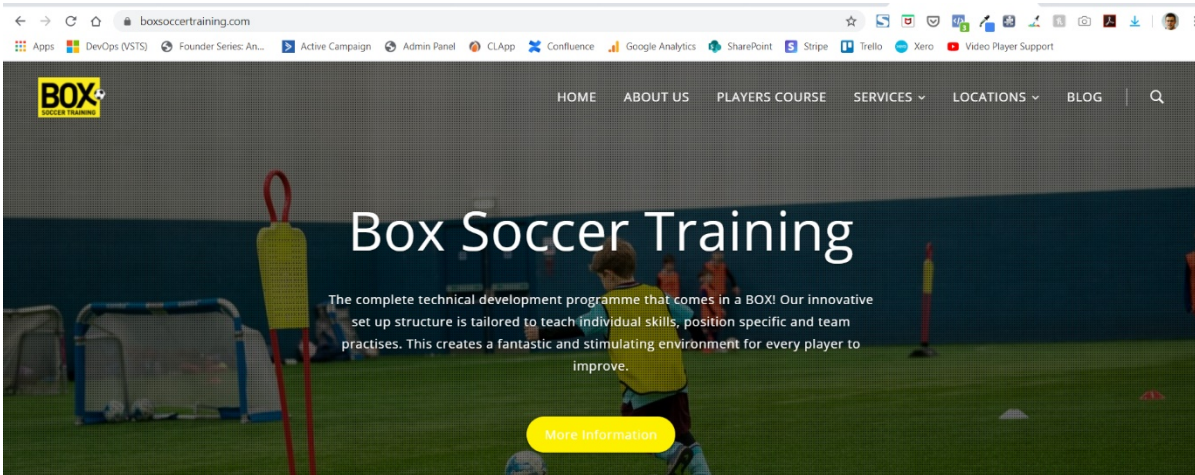 boxsoccertraining.com
Apps DevOps (VSTS) Founder Series: An... Active Campaign Admin Panel CLApp Confluence Google Analytics SharePoint Stripe Trello Xero Video Player Support
BOX
SOCCER TRAINING
HOME ABOUT US PLAYERS COURSE SERVICES LOCATIONS BLOG
Box Soccer Training
The complete technical development programme that comes in a BOX! Our innovative
set up structure is tailored to teach individual skills, position specific and team
practises. This creates a fantastic and stimulating environment for every player to
improve.
More Information